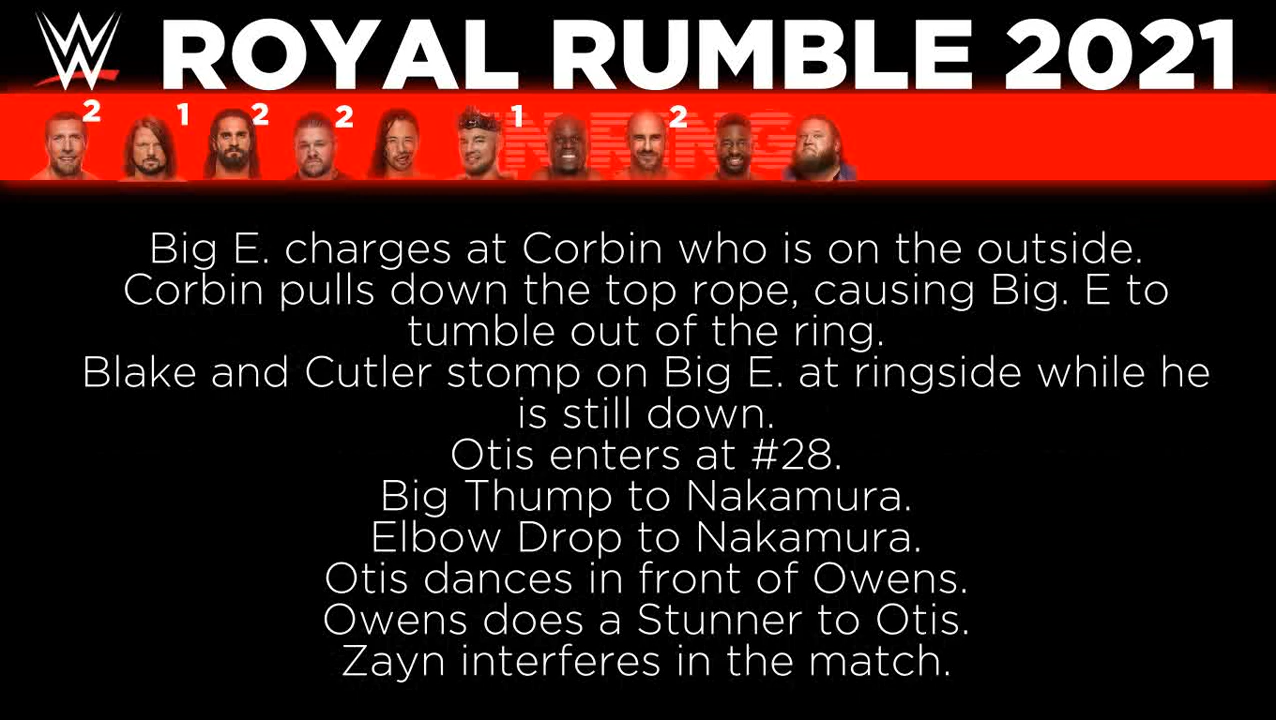 W ROYAL RUMBLE 2021
2 1 2 2 1 2
IN RING
Big E. charges at Corbin who is on the outside.
Corbin pulls down the top rope, causing Big. E to
tumble out of the ring.
Blake and Cutler stomp on Big E. at ringside while he
is still down.
Otis enters at #28.
Big Thump to Nakamura.
Elbow Drop to Nakamura.
Otis dances in front of Owens.
Owens does a Stunner to Otis.
Zayn interferes in the match.